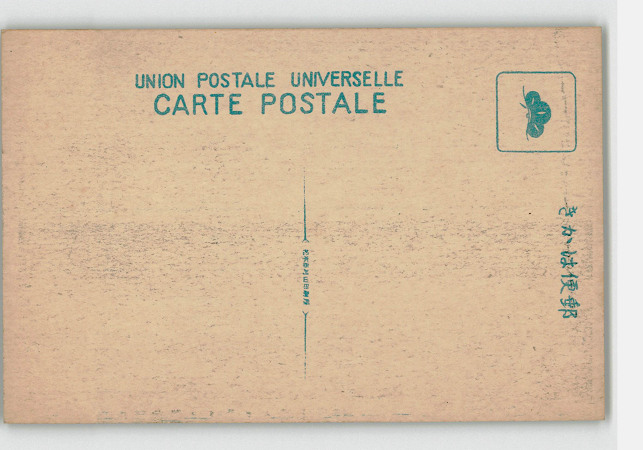 UNION POSTALE UNIVERSELLE
CARTE POSTALE
郵便はかき